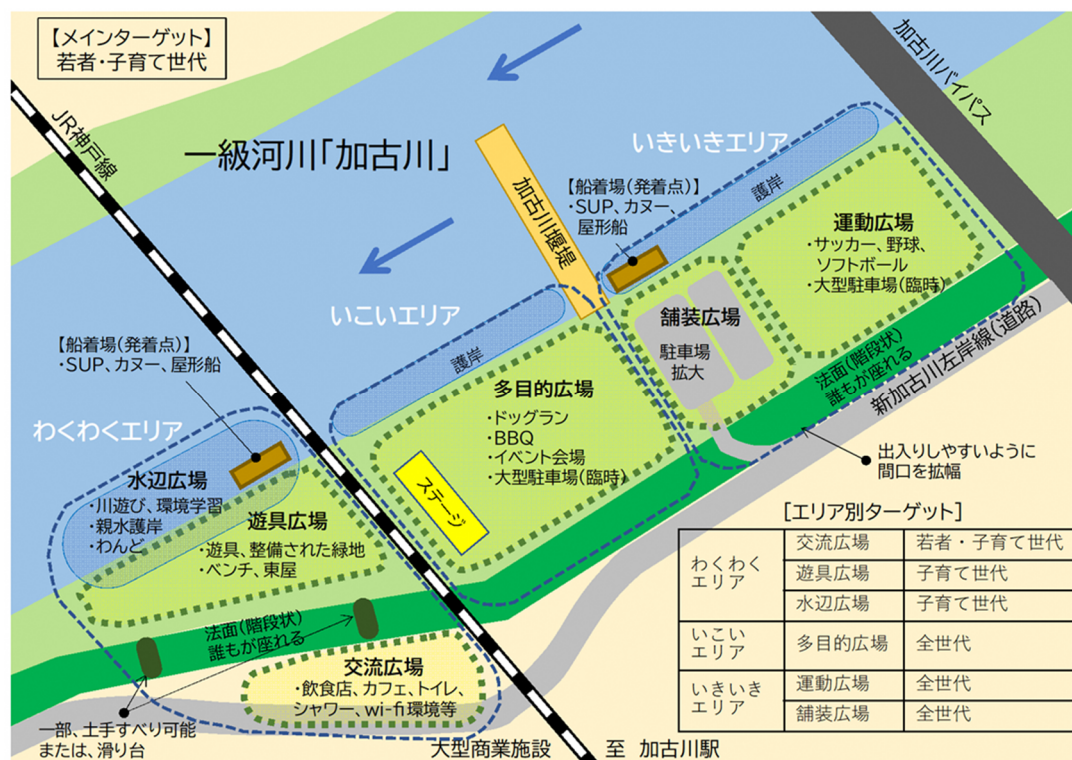 【メインターゲット】
若者・子育て世代
JR神戸線
一級河川「加古川」
加古川バイパス
いきいきエリア
護岸
【船着場(発着点)】
・SUP、カヌー、
屋形船
加古川堰堤
運動広場
・サッカー、野球、
ソフトボール
・大型駐車場(臨時)
舗装広場
駐車場
拡大
いこいエリア
護岸
多目的広場
・ドッグラン
・BBQ
・イベント会場
・大型駐車場(臨時)
ステージ
法面(階段状)
誰もが座れる
新加古川左岸線(道路)
出入りしやすいように
間口を拡幅
【船着場(発着点)】
・SUP、カヌー、屋形船
わくわくエリア
水辺広場
・川遊び、環境学習
・親水護岸
・わんど
遊具広場
・遊具、整備された緑地
・ベンチ、東屋
法面(階段状)
誰もが座れる
交流広場
・飲食店、カフェ、トイレ、
シャワー、wi-fi環境等
一部、土手すべり可能
または、滑り台
大型商業施設
至 加古川駅
[エリア別ターゲット]
わくわく
エリア
交流広場 若者・子育て世代
遊具広場 子育て世代
水辺広場 子育て世代
いこい
エリア
多目的広場 全世代
いきいき
エリア
運動広場 全世代
舗装広場 全世代